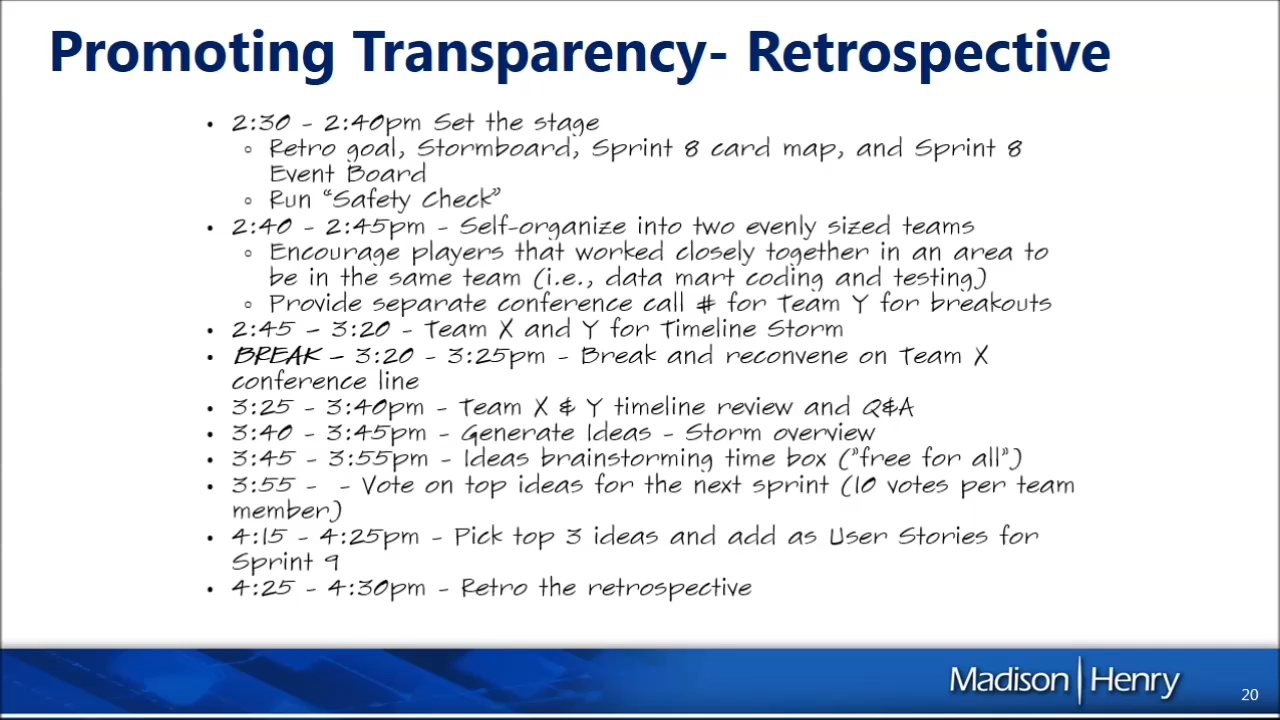 Promoting Transparency- Retrospective
• 2:30 - 2:40pm Set the stage
◦ Retro goal, Stormboard, Sprint 8 card map, and Sprint 8
Event Board
◦ Run “Safety Check”
• 2:40 - 2:45pm - Self-organize into two evenly sized teams
◦ Encourage players that worked closely together in an area to
be in the same team (i.e., data mart coding and testing)
◦ Provide separate conference call # for Team Y for breakouts
• 2:45 – 3:20 - Team X and Y for Timeline Storm
• BREAK – 3:20 - 3:25pm - Break and reconvene on Team X
conference line
• 3:25 - 3:40pm - Team X & Y timeline review and Q&A
• 3:40 - 3:45pm - Generate Ideas - Storm overview
• 3:45 - 3:55pm - Ideas brainstorming time box (”free for all”)
• 3:55 - - Vote on top ideas for the next sprint (10 votes per team
member)
• 4:15 - 4:25pm - Pick top 3 ideas and add as User Stories for
Sprint 9
• 4:25 - 4:30pm - Retro the retrospective
Madison|Henry
20